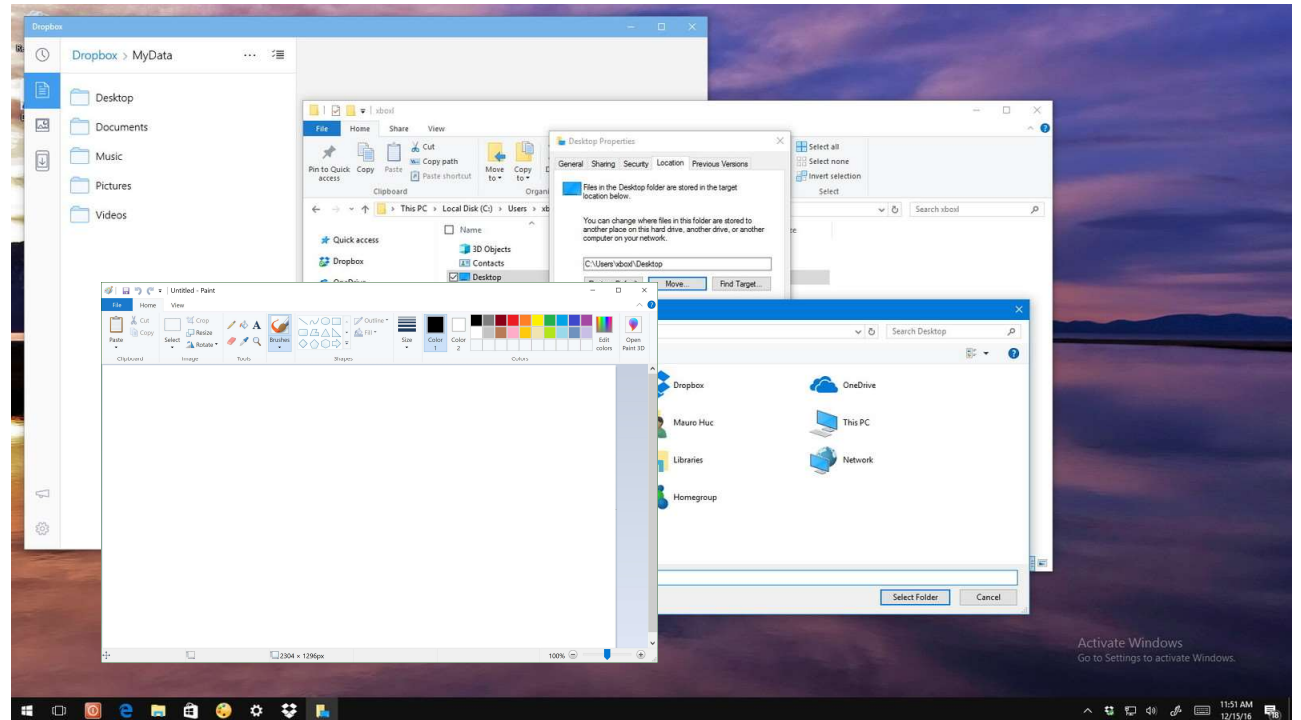 Dropbox
Dropbox > MyData
Desktop
Documents
Music
Pictures
Videos
xboxl
File Home Share View
Pin to Quick access
Copy
Paste
Cut
Copy path
Paste shortcut
Move to
Copy to
Select all
Select none
Invert selection
Clipboard
Select
This PC > Local Disk (C:) > Users
Search xboxl
Quick access
Dropbox
Name
3D Objects
Contacts
Desktop
Desktop Properties
General Sharing Security Location Previous Versions
Files in the Desktop folder are stored in the target
location below.
You can change where files in this folder are stored to
another place on this hard drive, another drive, or another
computer on your network.
C:\Users\xboxl\Desktop
Move... Find Target...
Search Desktop
Dropbox
OneDrive
Mauro Huc
This PC
Libraries
Network
Homegroup
Select Folder Cancel
Untitled - Paint
File Home View
Paste
Cut
Copy
Select
Crop
Resize
Rotate
A
Brushes
Outline
Fill
Size
Color 1
Color 2
Edit colors
Open Paint 3D
Clipboard Image Tools Shapes Colors
2304 × 1296px
100%
Activate Windows
Go to Settings to activate Windows.
11:51 AM
12/15/16